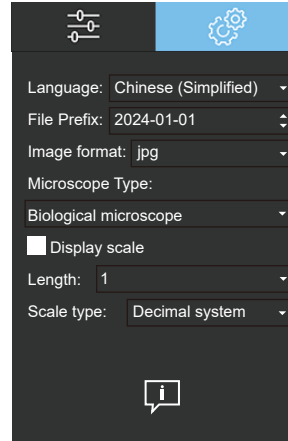 Language: Chinese (Simplified)
File Prefix: 2024-01-01
Image format: jpg
Microscope Type:
Biological microscope
Display scale
Length: 1
Scale type: Decimal system
i